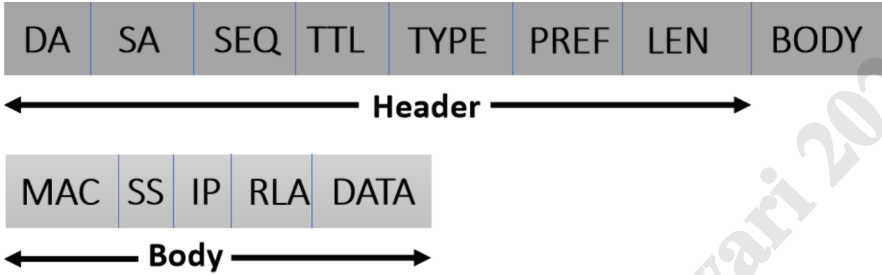 DA SA SEQ TTL TYPE PREF LEN BODY
Header
MAC SS IP RLA DATA
Body